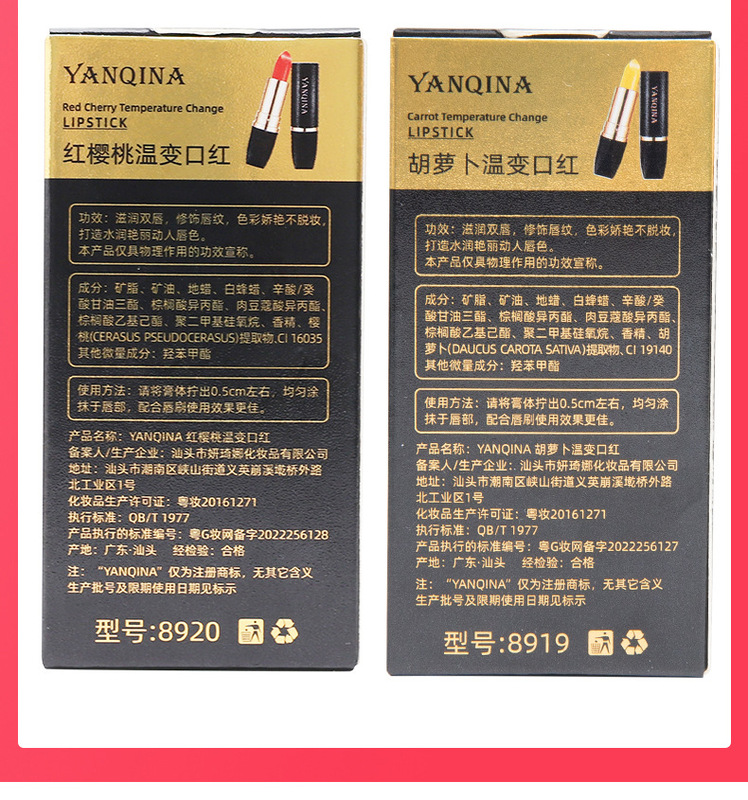 YANQINA
Red Cherry Temperature Change
LIPSTICK
红樱桃温变口红
YANQINA
功效：滋润双唇，修饰唇纹，色彩娇艳不脱妆，
打造水润艳丽动人唇色。
本产品仅具物理作用的功效宣称。
成分：矿脂、矿油、地蜡、白蜂蜡、辛酸/癸
酸甘油三酯、棕榈酸异丙酯、肉豆蔻酸异丙酯、
棕榈酸乙基己酯、聚二甲基硅氧烷、香精、樱
桃(CERASUS PSEUDOCERASUS)提取物、CI 16035
其他微量成分：羟苯甲酯
使用方法：请将膏体拧出0.5cm左右，均匀涂
抹于唇部，配合唇刷使用效果更佳。
产品名称：YANQINA 红樱桃温变口红
备案人/生产企业：汕头市妍琦娜化妆品有限公司
地址：汕头市潮南区峡山街道义英崩溪墘桥外路
北工业区1号
化妆品生产许可证：粤妆20161271
执行标准：QB/T 1977
产品执行的标准编号：粤G妆网备字2022256128
产地：广东·汕头 经检验：合格
注：“YANQINA”仅为注册商标，无其它含义
生产批号及限期使用日期见标示
型号:8920
YANQINA
Carrot Temperature Change
LIPSTICK
胡萝卜温变口红
YANQINA
功效：滋润双唇，修饰唇纹，色彩娇艳不脱妆，
打造水润艳丽动人唇色。
本产品仅具物理作用的功效宣称。
成分：矿脂、矿油、地蜡、白蜂蜡、辛酸/癸
酸甘油三酯、棕榈酸异丙酯、肉豆蔻酸异丙酯、
棕榈酸乙基己酯、聚二甲基硅氧烷、香精、胡
萝卜(DAUCUS CAROTA SATIVA)提取物、CI 19140
其他微量成分：羟苯甲酯
使用方法：请将膏体拧出0.5cm左右，均匀涂
抹于唇部，配合唇刷使用效果更佳。
产品名称：YANQINA 胡萝卜温变口红
备案人/生产企业：汕头市妍琦娜化妆品有限公司
地址：汕头市潮南区峡山街道义英崩溪墘桥外路
北工业区1号
化妆品生产许可证：粤妆20161271
执行标准：QB/T 1977
产品执行的标准编号：粤G妆网备字2022256127
产地：广东·汕头 经检验：合格
注：“YANQINA”仅为注册商标，无其它含义
生产批号及限期使用日期见标示
型号:8919